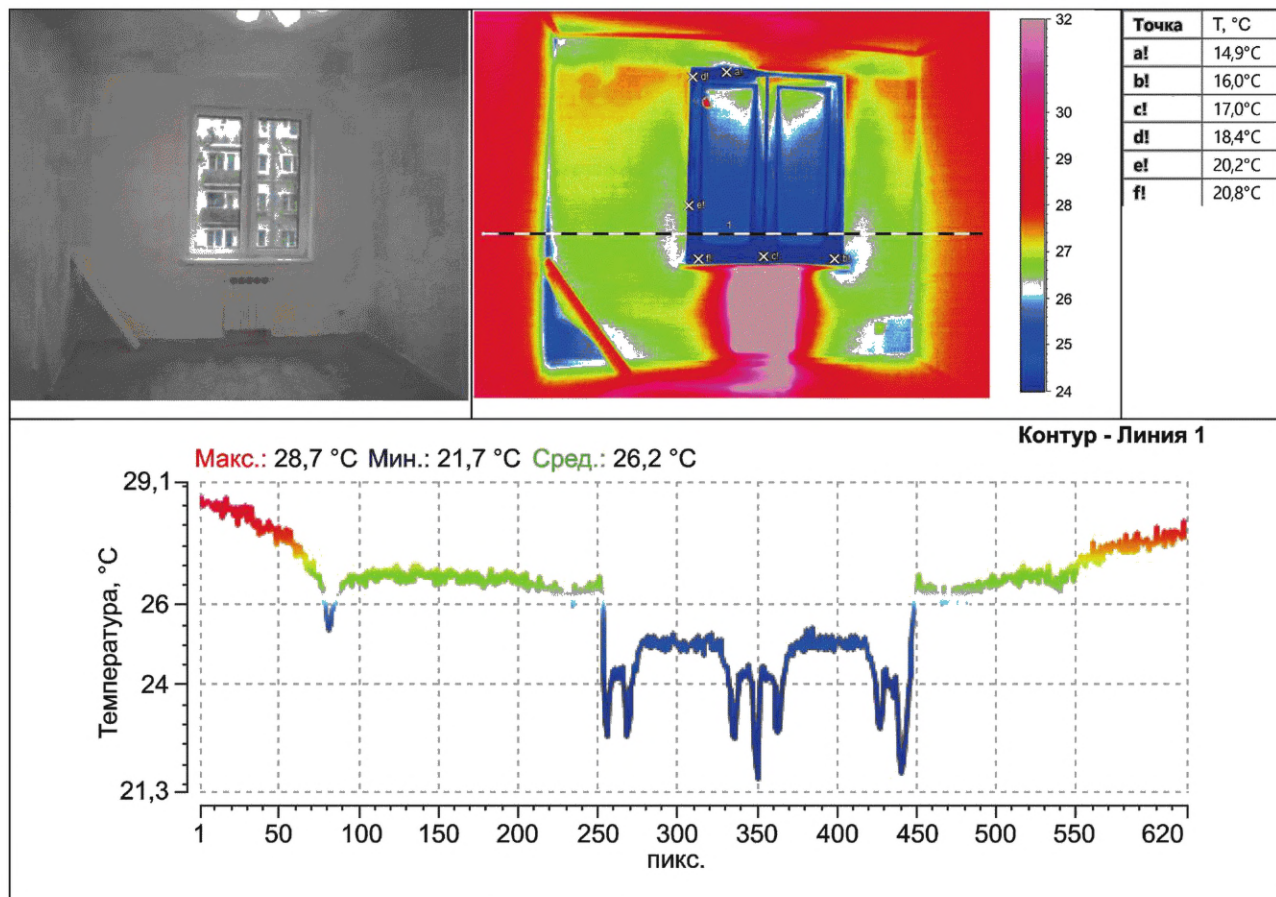 d! a!
e!
1
f! c! b!
32
30
29
28
27
26
25
24
Точка T, °C
a! 14,9°C
b! 16,0°C
c! 17,0°C
d! 18,4°C
e! 20,2°C
f! 20,8°C
Контур - Линия 1
Макс.: 28,7 °C Мин.: 21,7 °C Сред.: 26,2 °C
Температура, °C
29,1
26
24
21,3
1 50 100 150 200 250 300 350 400 450 500 550 620
пикс.